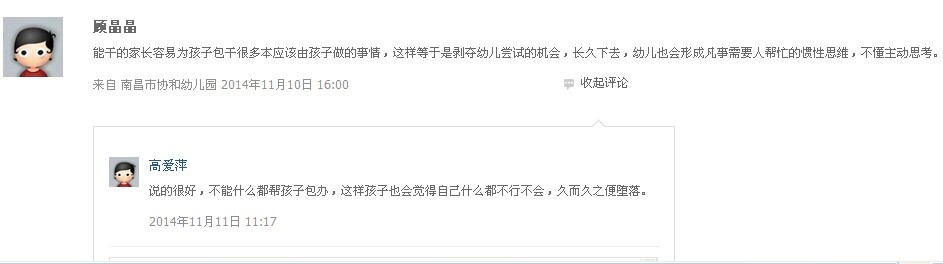 顾晶晶
能干的家长容易为孩子包干很多本应该由孩子做的事情，这样等于是剥夺幼儿尝试的机会，长久下去，幼儿也会形成凡事需要人帮忙的惯性思维，不懂主动思考。
来自 南昌市协和幼儿园 2014年11月10日 16:00
收起评论
高爱萍
说的很好，不能什么都帮孩子包办，这样孩子也会觉得自己什么都不行不会，久而久之便堕落。
2014年11月11日 11:17